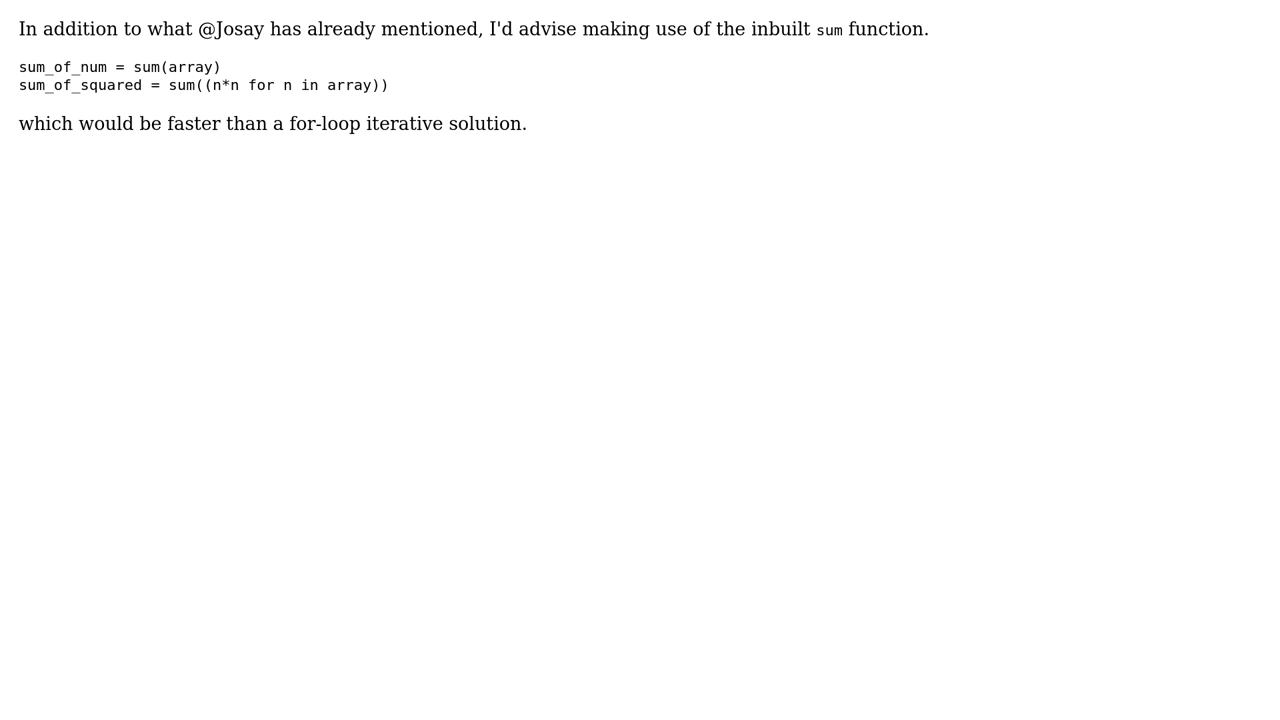 In addition to what @Josay has already mentioned, I'd advise making use of the inbuilt sum function.
sum_of_num = sum(array)
sum_of_squared = sum((n*n for n in array))
which would be faster than a for-loop iterative solution.